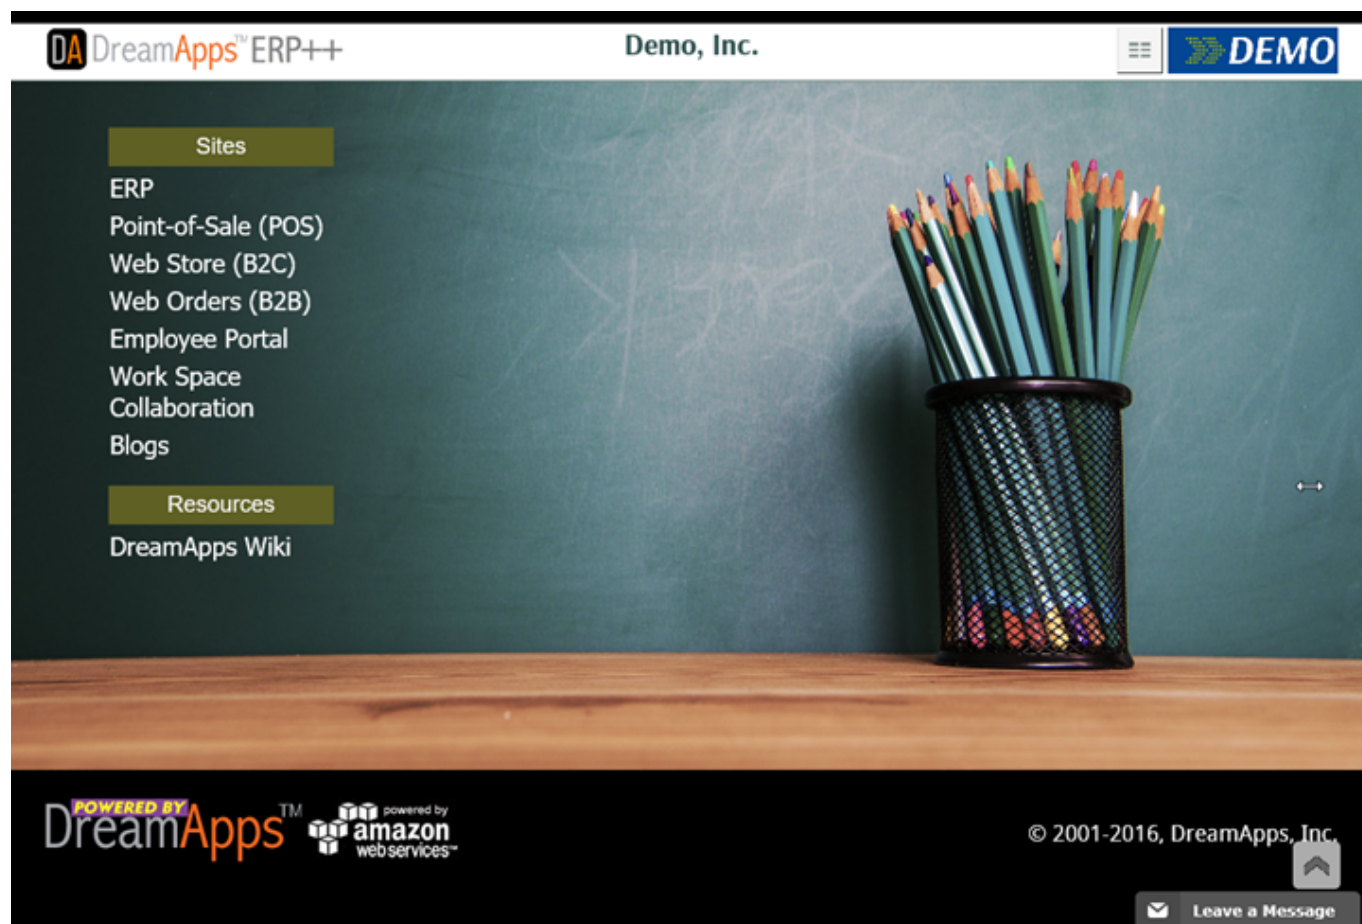 DA DreamApps™ ERP++
Demo, Inc.
DEMO
Sites
ERP
Point-of-Sale (POS)
Web Store (B2C)
Web Orders (B2B)
Employee Portal
Work Space
Collaboration
Blogs
Resources
DreamApps Wiki
POWERED BY
DreamApps™
powered by
amazon
webservices™
© 2001-2016, DreamApps, Inc.
Leave a Message